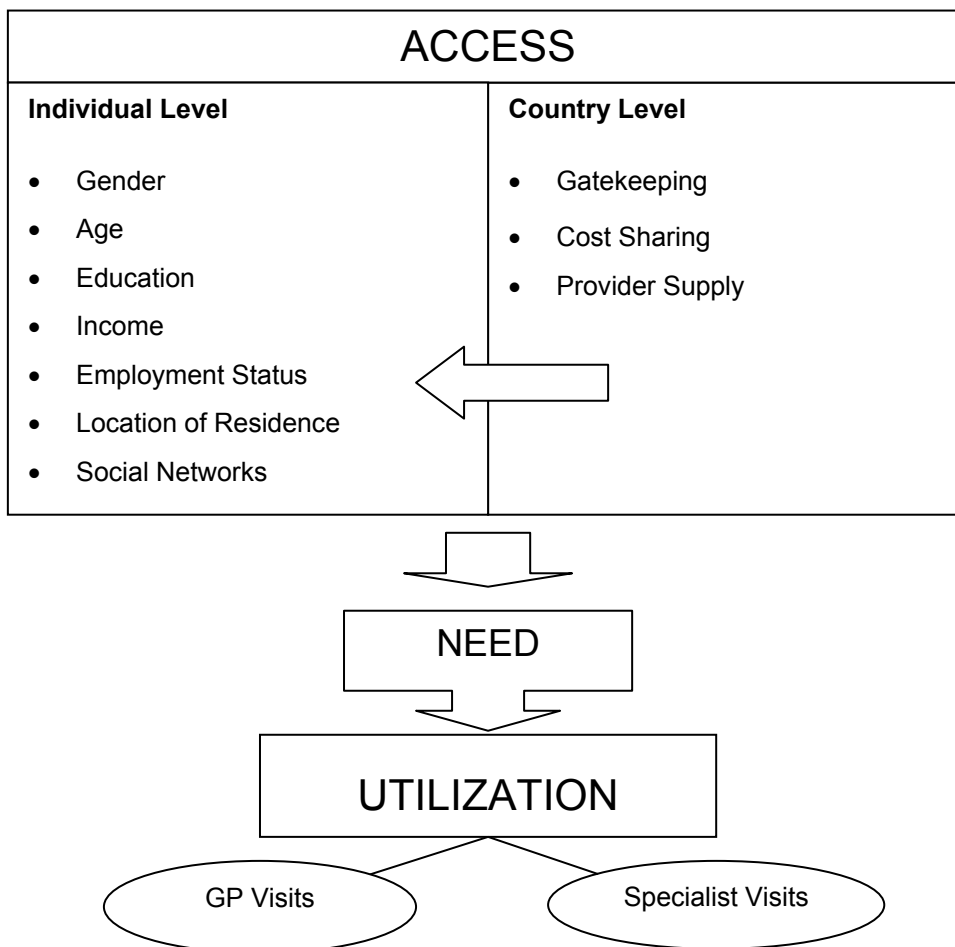 ACCESS
Individual Level
• Gender
• Age
• Education
• Income
• Employment Status
• Location of Residence
• Social Networks
Country Level
• Gatekeeping
• Cost Sharing
• Provider Supply
NEED
UTILIZATION
GP Visits
Specialist Visits